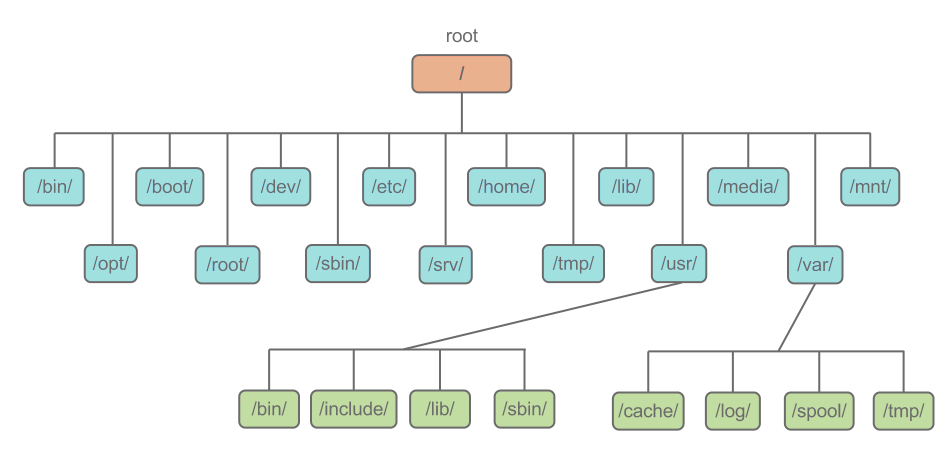 root
/
/bin/ /boot/ /dev/ /etc/ /home/ /lib/ /media/ /mnt/
/opt/ /root/ /sbin/ /srv/ /tmp/ /usr/ /var/
/bin/ /include/ /lib/ /sbin/ /cache/ /log/ /spool/ /tmp/